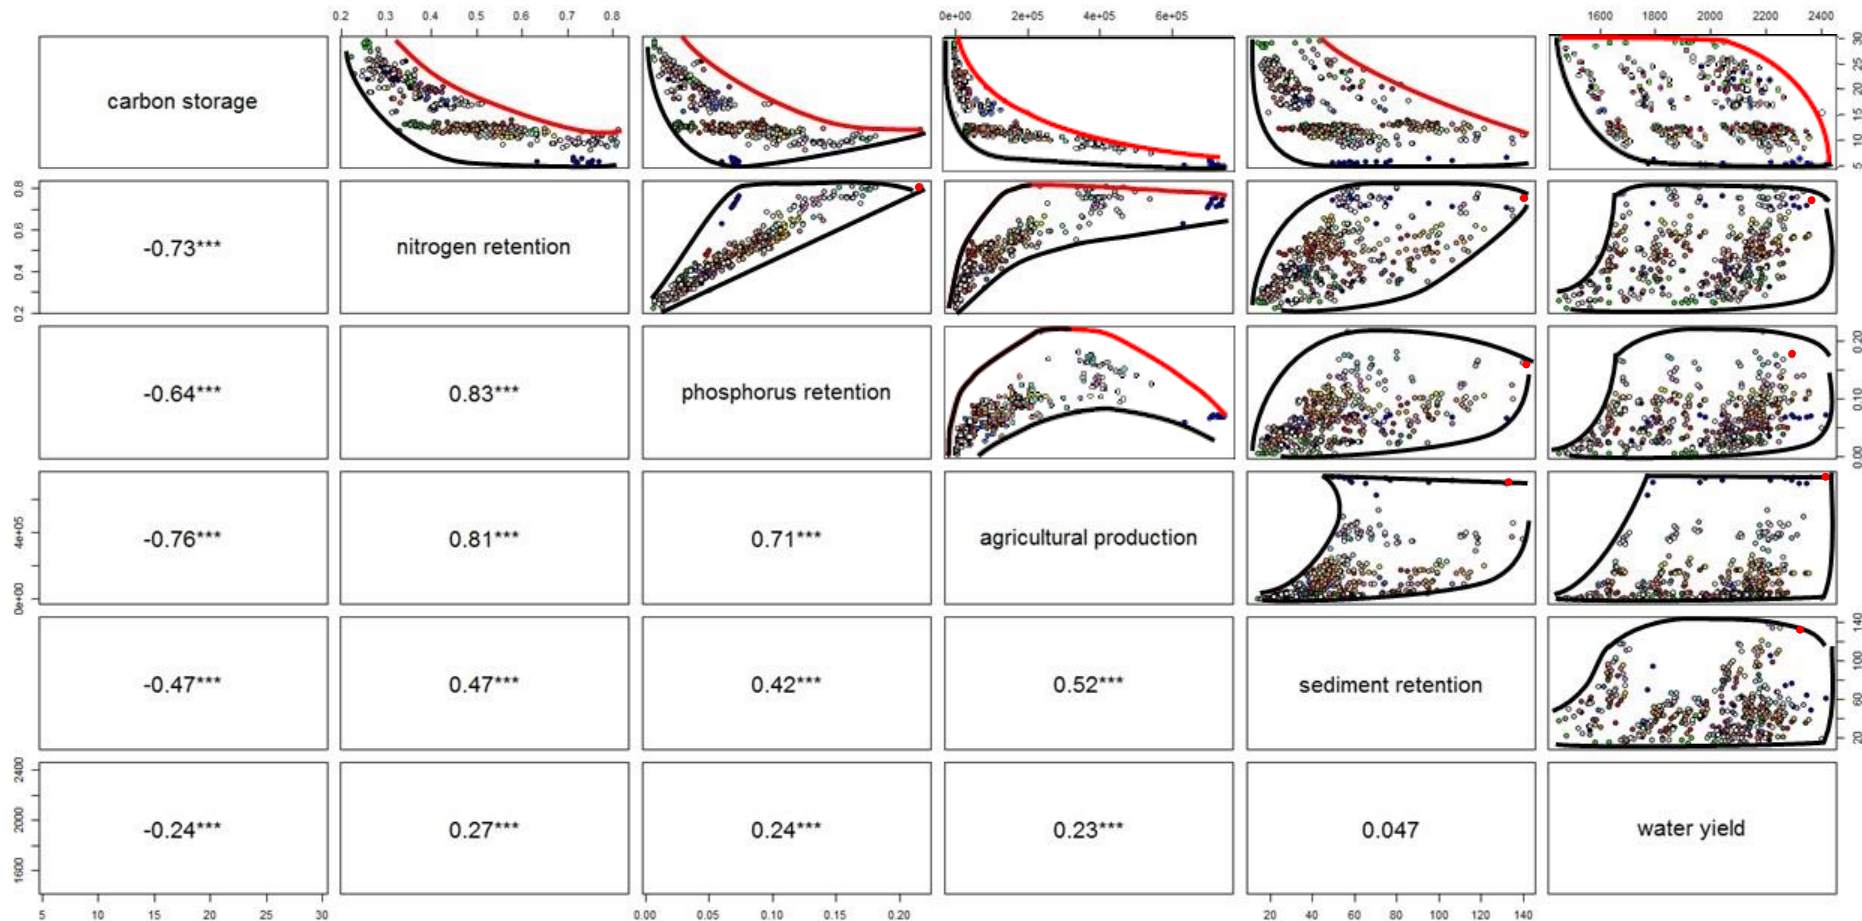 0.2 0.3 0.4 0.5 0.6 0.7 0.8 0e+00 2e+05 4e+05 6e+05 1600 1800 2000 2200 2400
carbon storage
5 10 15 20 25 30
-0.73*** nitrogen retention
0.2 0.4 0.6 0.8
-0.64*** 0.83*** phosphorus retention
0.00 0.10 0.20
-0.76*** 0.81*** 0.71*** agricultural production
0e+00 4e+05
-0.47*** 0.47*** 0.42*** 0.52*** sediment retention
20 60 100 140
-0.24*** 0.27*** 0.24*** 0.23*** 0.047 water yield
1600 2000 2400
5 10 15 20 25 30 0.00 0.05 0.10 0.15 0.20 20 40 60 80 100 120 140